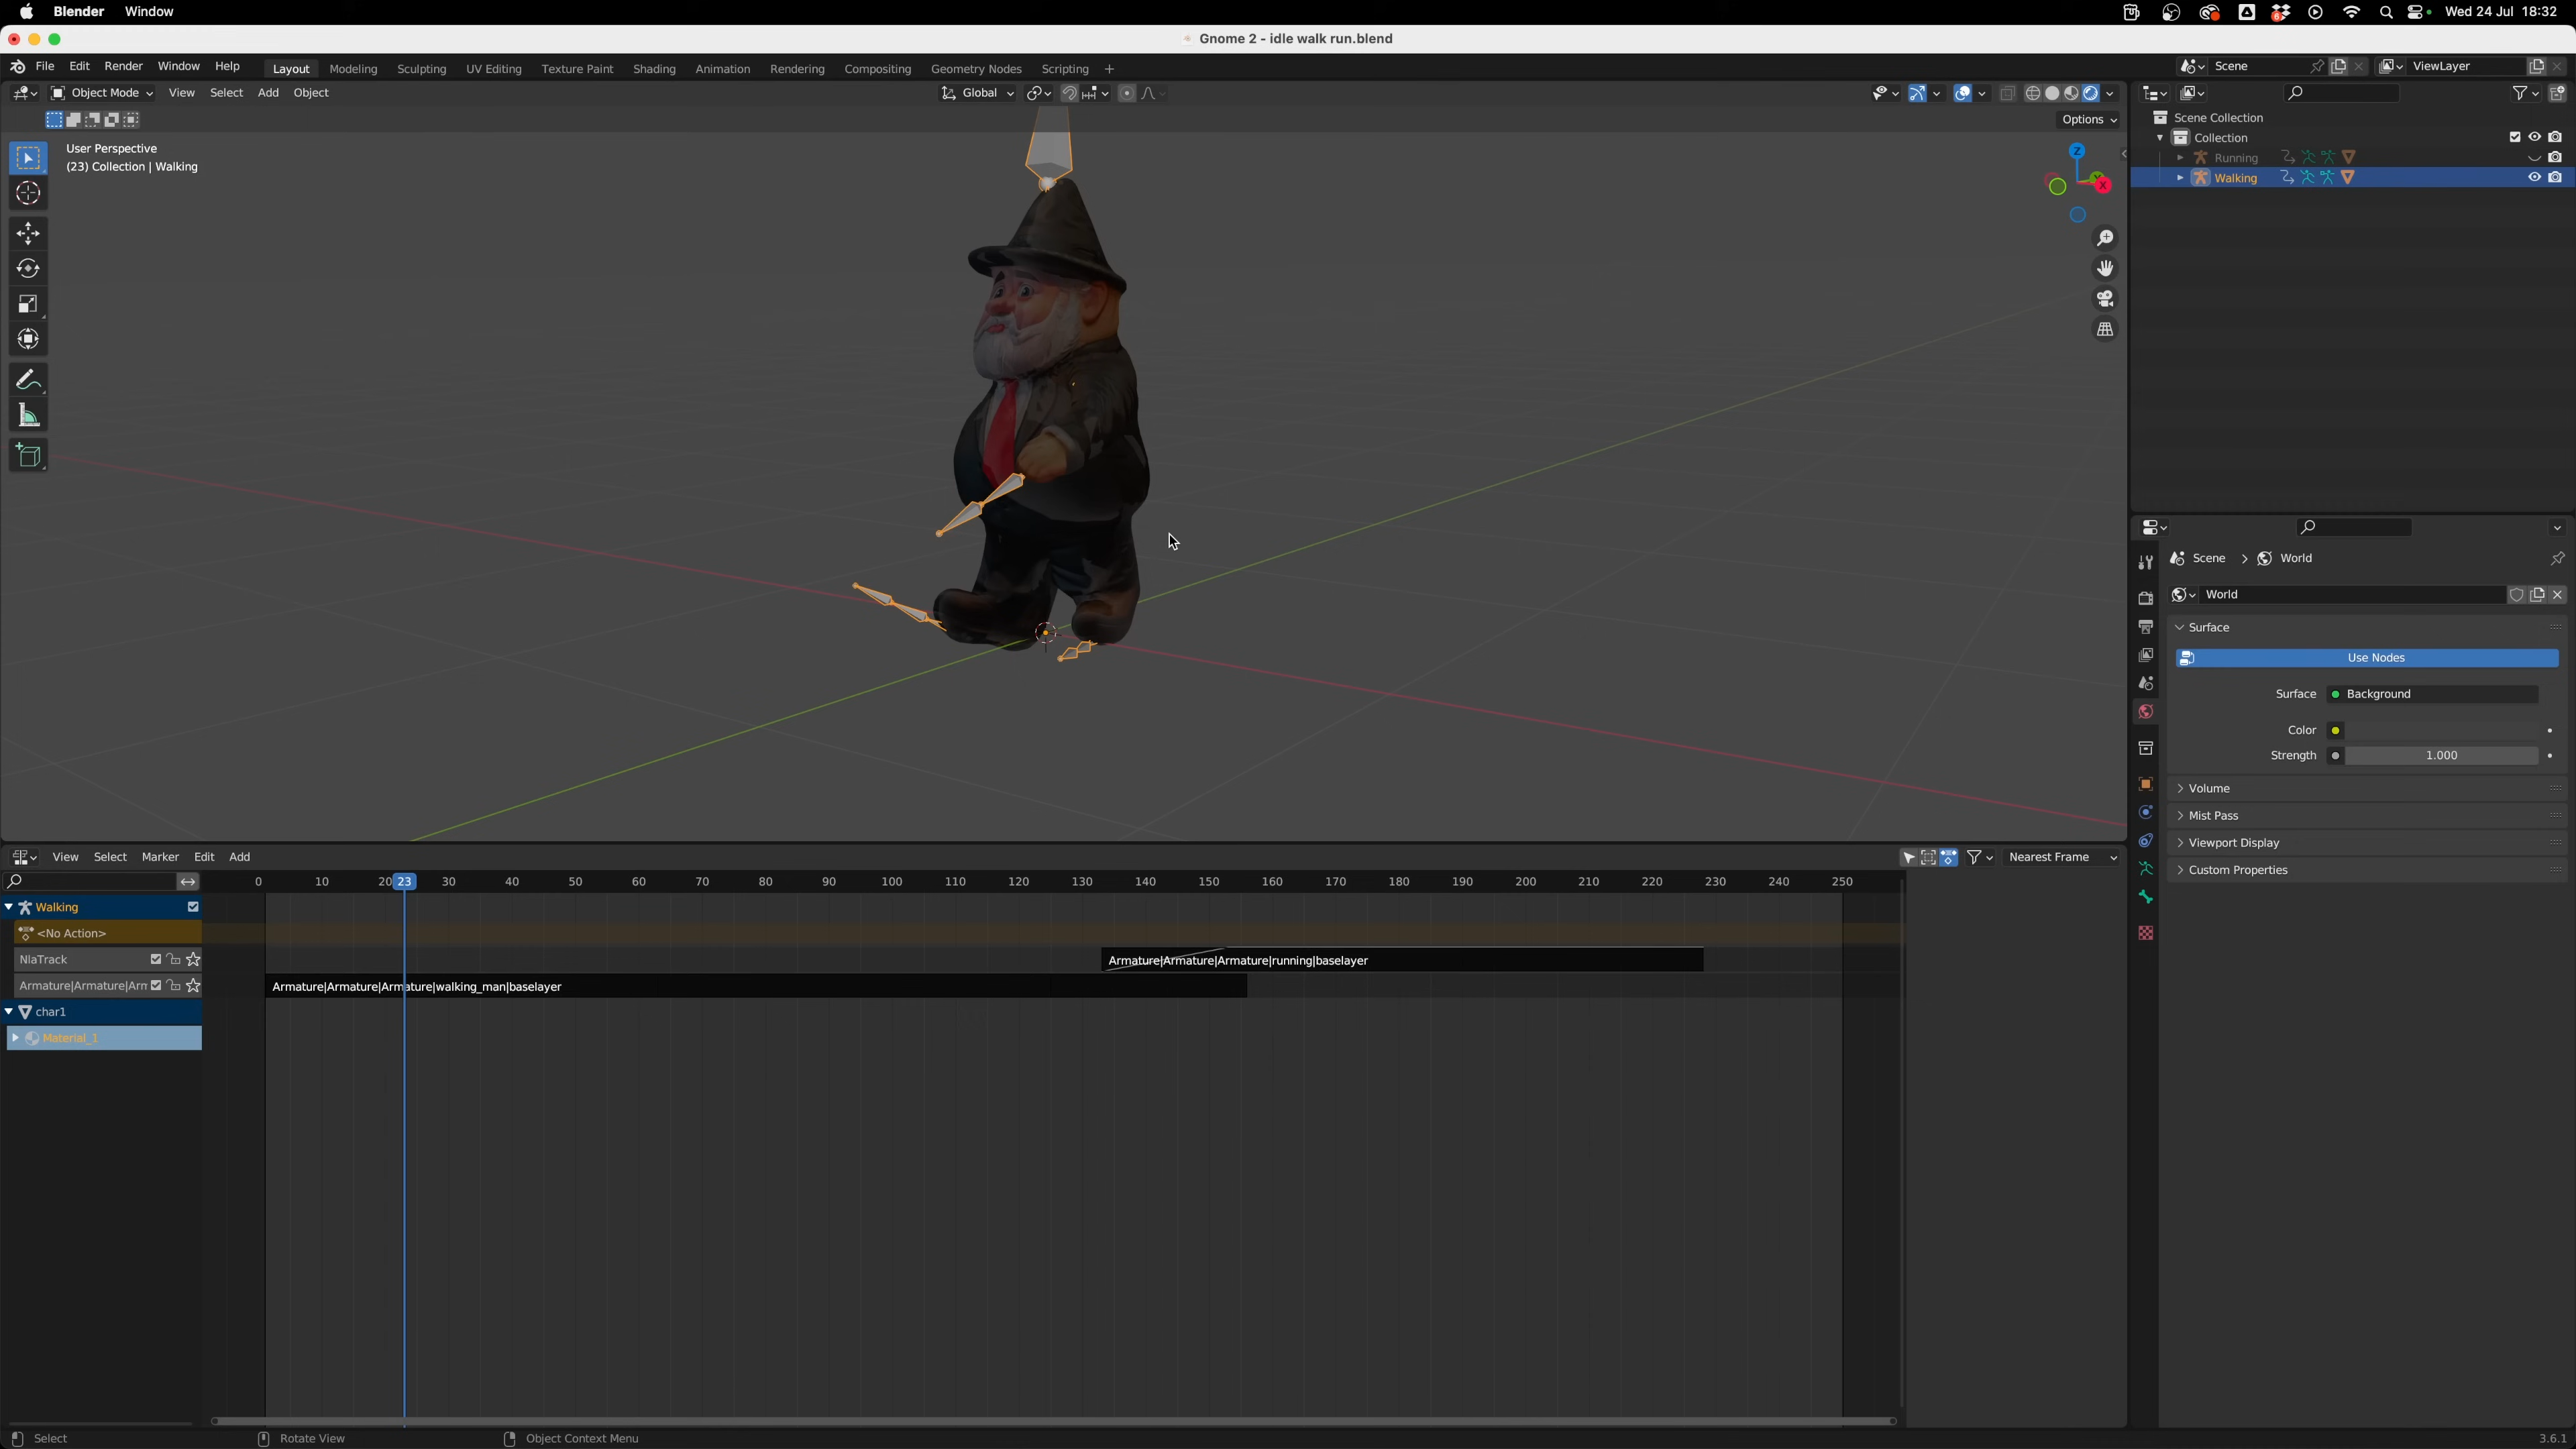 Blender Window
6
Wed 24 Jul 18:32
Gnome 2 - idle walk run.blend
File Edit Render Window Help Layout Modeling Sculpting UV Editing Texture Paint Shading Animation Rendering Compositing Geometry Nodes Scripting +
Scene ViewLayer
Object Mode View Select Add Object Global
Options
User Perspective
(23) Collection | Walking
Z
Y
X
Scene Collection
Collection
Running
Walking
Scene > World
World
Surface
Use Nodes
Surface Background
Color
Strength 1.000
Volume
Mist Pass
Viewport Display
Custom Properties
View Select Marker Edit Add Nearest Frame
0 10 20 23 30 40 50 60 70 80 90 100 110 120 130 140 150 160 170 180 190 200 210 220 230 240 250
Walking
<No Action>
NlaTrack Armature|Armature|Armature|running|baselayer
Armature|Armature|Arm Armature|Armature|Armature|walking_man|baselayer
char1
Material_1
Select Rotate View Object Context Menu 3.6.1